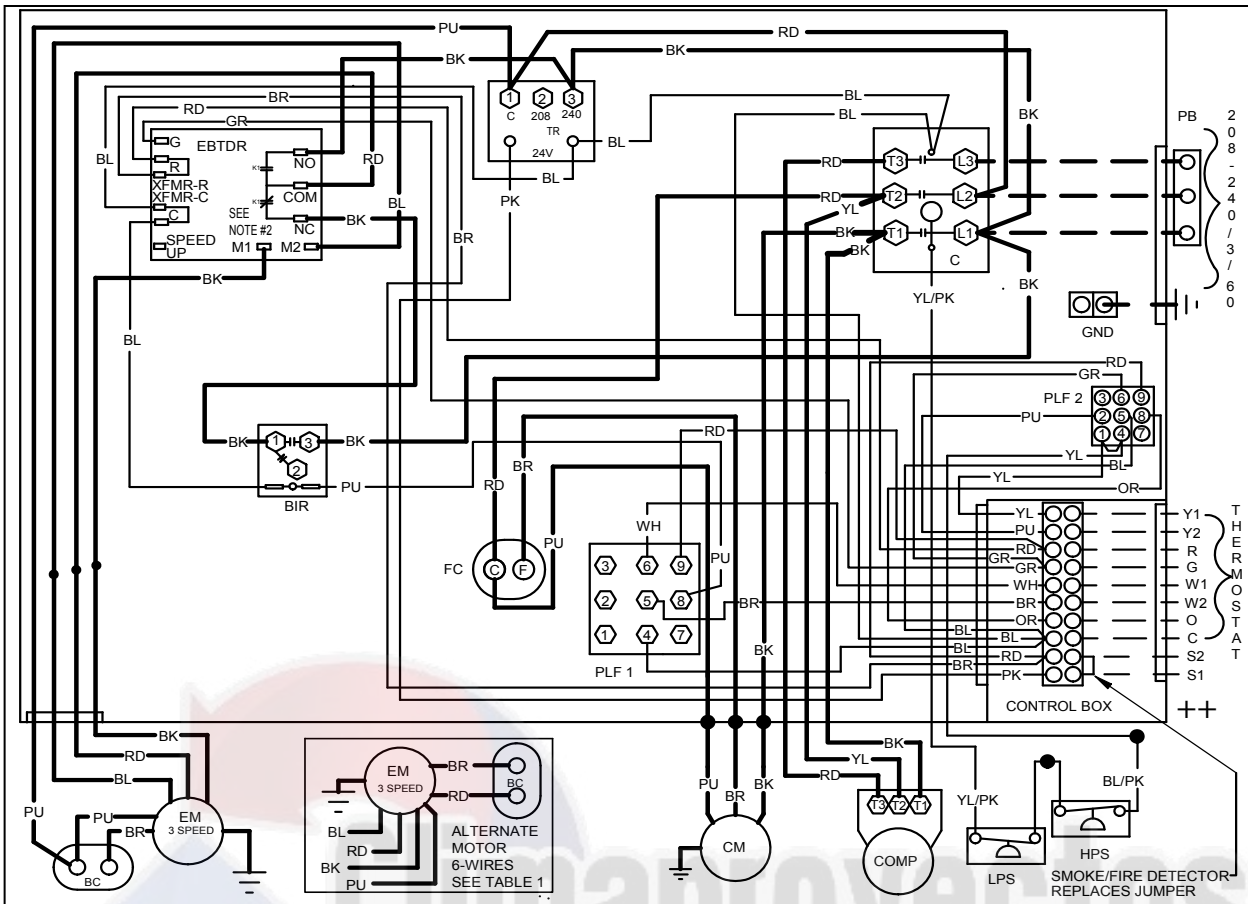 PU
RD
BK
BK
BR
RD
GR
1 2 3
C 208 240
TR
24V
BL
BL
BL
BL
PK
G
EBTDR
R
XFMR-R
XFMR-C
C
SPEED
UP
K1
K1
SEE
NOTE #2
NO
COM
NC
M1 M2
BL
RD
BL
BK
BK
BR
BL
T3 L3
T2 L2
T1 L1
C
RD
RD
YL
BK
BK
BK
BK
YL/PK
PB
208-240/3/60
GND
RD
GR
PLF 2
3 6 9
2 5 8
1 4 7
PU
YL
BL
YL
OR
BK
1 3
2
BK
PU
BIR
RD
BR
RD
WH
PU
PU
FC
C F
3 6 9
2 5 8
1 4 7
PLF 1
BR
BK
YL
PU
RD
GR
GR
WH
BR
OR
BL
BL
BL
RD
BR
PK
Y1
Y2
R
G
W1
W2
O
C
S2
S1
THERMOSTAT
CONTROL BOX
++
BK
RD
BL
PU
PU
BR
EM
3 SPEED
BC
EM
3 SPEED
BR
RD
BC
BL
RD
BK
PU
ALTERNATE
MOTOR
6-WIRES
SEE TABLE 1
PU
BR
BK
CM
BK
YL
RD
T3 T2 T1
COMP
YL/PK
BL/PK
LPS
HPS
SMOKE/FIRE DETECTOR
REPLACES JUMPER
Climaproyectos